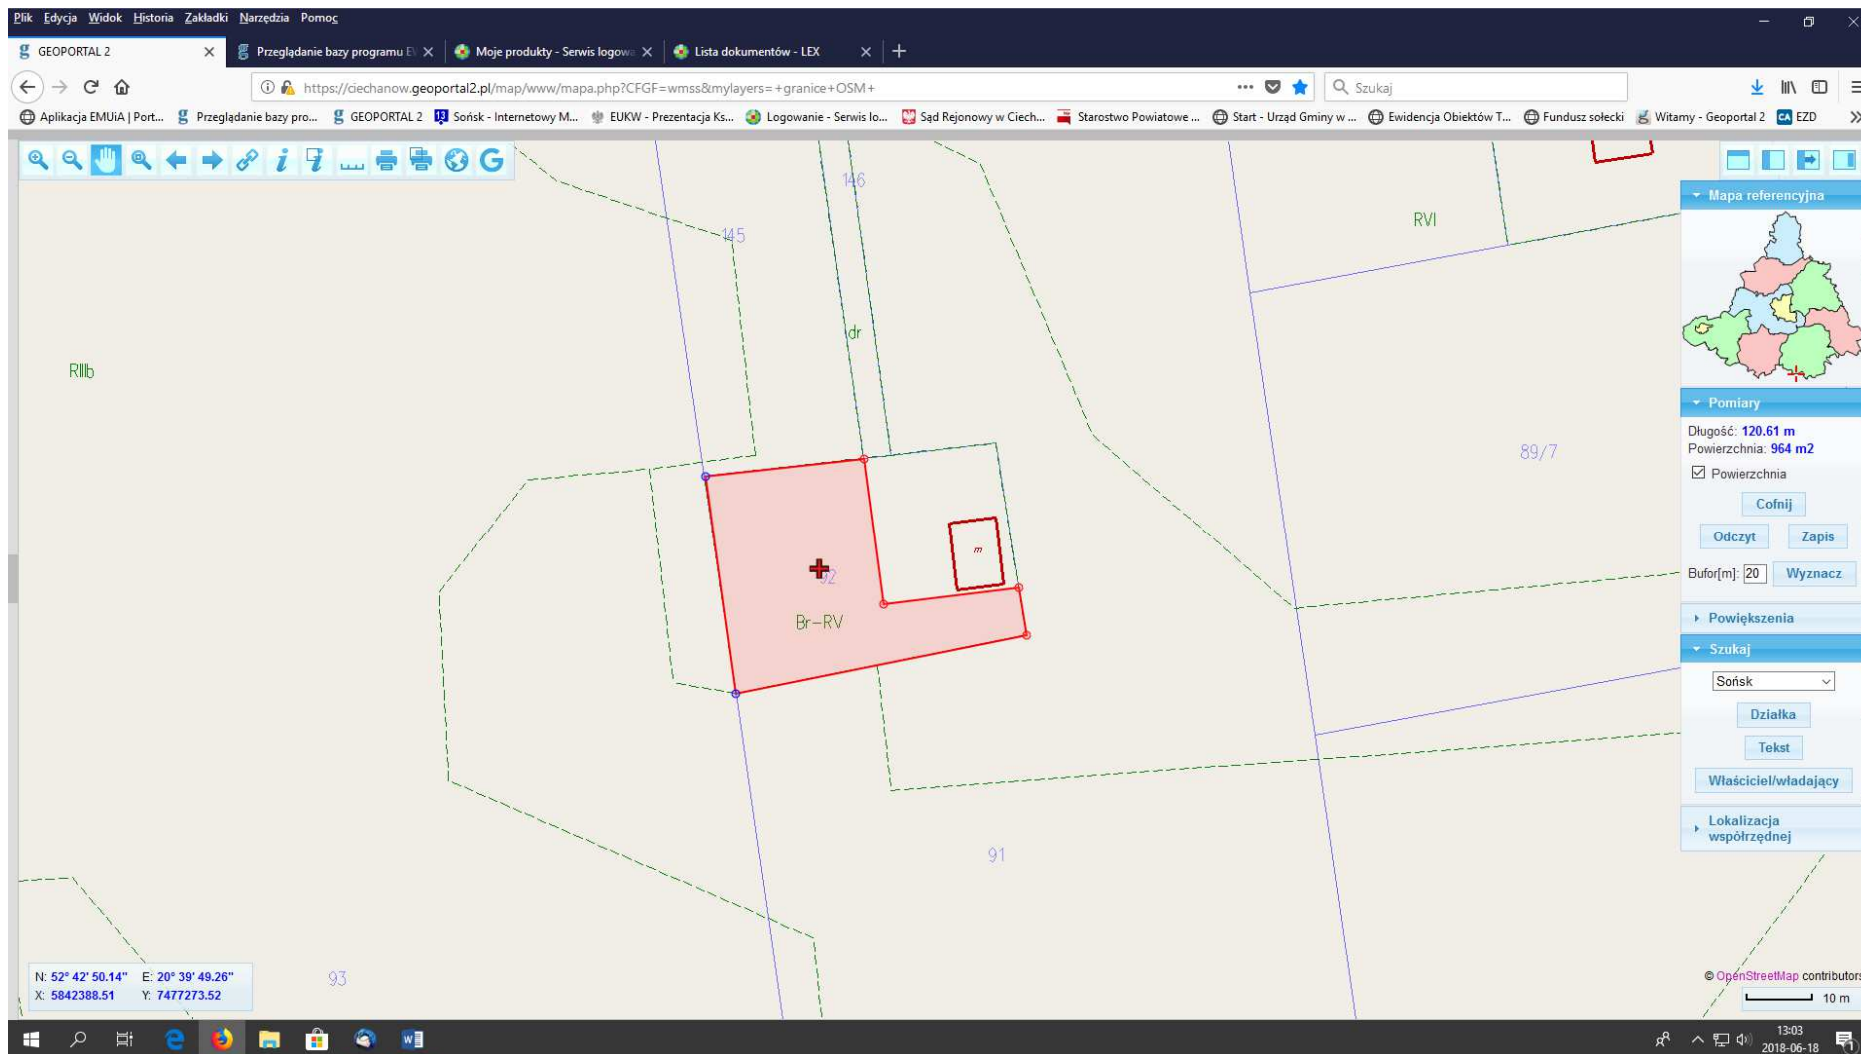 Plik Edycja Widok Historia Zakładki Narzędzia Pomoc
GEOPORTAL 2
Przeglądanie bazy programu E
Moje produkty - Serwis logow
Lista dokumentów - LEX
https://ciechanow.geoportal2.pl/map/www/mapa.php?CFGF=wmss&mylayers=+granice+OSM+
Szukaj
Aplikacja EMUiA | Port... Przeglądanie bazy pro... GEOPORTAL 2 Sońsk - Internetowy M... EUKW - Prezentacja Ks... Logowanie - Serwis lo... Sąd Rejonowy w Ciech... Starostwo Powiatowe ... Start - Urząd Gminy w ... Ewidencja Obiektów T... Fundusz sołecki Witamy - Geoportal 2 EZD
146
145
RVI
dr
RIIIb
89/7
m
Br-RV
91
93
Mapa referencyjna
Pomiary
Długość: 120.61 m
Powierzchnia: 964 m2
Powierzchnia
Cofnij
Odczyt Zapis
Bufor[m]: 20 Wyznacz
Powiększenia
Szukaj
Sońsk
Działka
Tekst
Właściciel/władający
Lokalizacja
współrzędnej
N: 52° 42' 50.14" E: 20° 39' 49.26"
X: 5842388.51 Y: 7477273.52
© OpenStreetMap contributors
10 m
13:03
2018-06-18